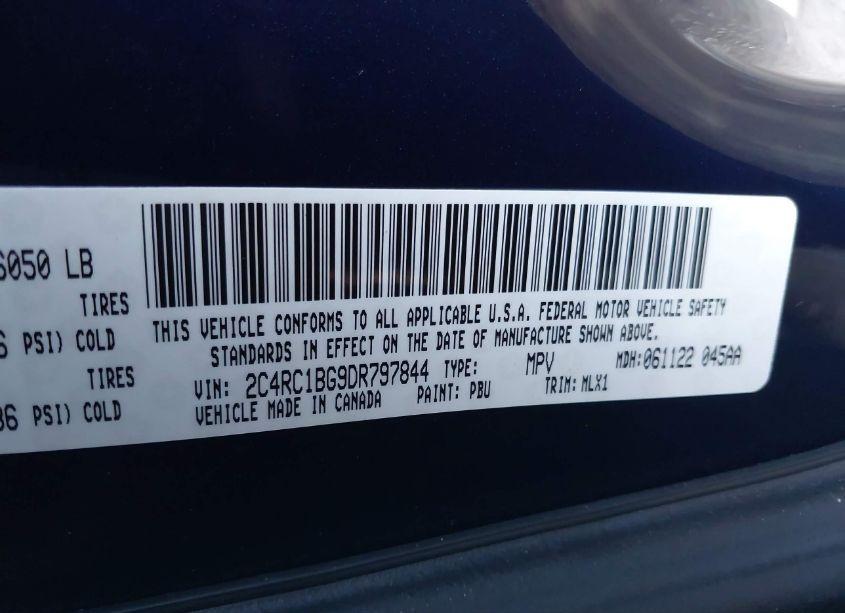 6050 LB
TIRES
PSI) COLD
TIRES
36 PSI) COLD
THIS VEHICLE CONFORMS TO ALL APPLICABLE U.S.A. FEDERAL MOTOR VEHICLE SAFETY
STANDARDS IN EFFECT ON THE DATE OF MANUFACTURE SHOWN ABOVE.
VIN: 2C4RC1BG9DR797844 TYPE: MPV MDH:061122 045AA
VEHICLE MADE IN CANADA PAINT: PBU TRIM: MLX1